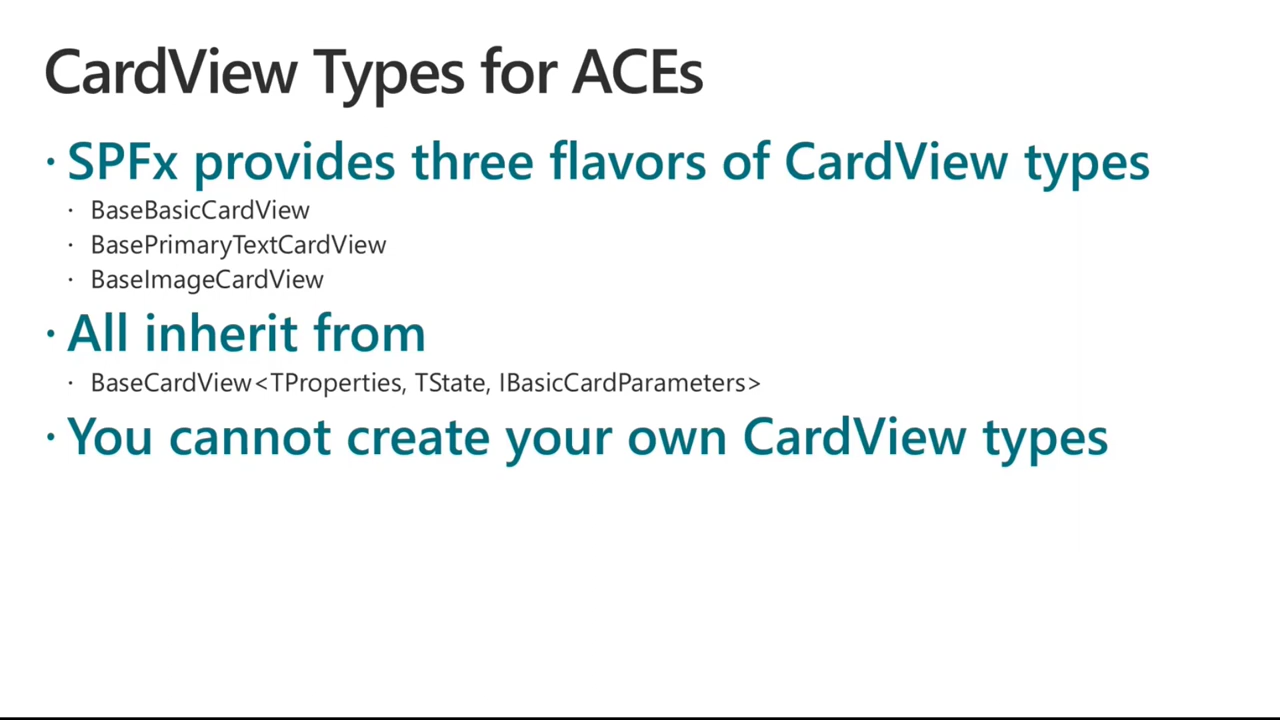 CardView Types for ACEs
· SPFx provides three flavors of CardView types
· BaseBasicCardView
· BasePrimaryTextCardView
· BaseImageCardView
· All inherit from
· BaseCardView<TProperties, TState, IBasicCardParameters>
· You cannot create your own CardView types